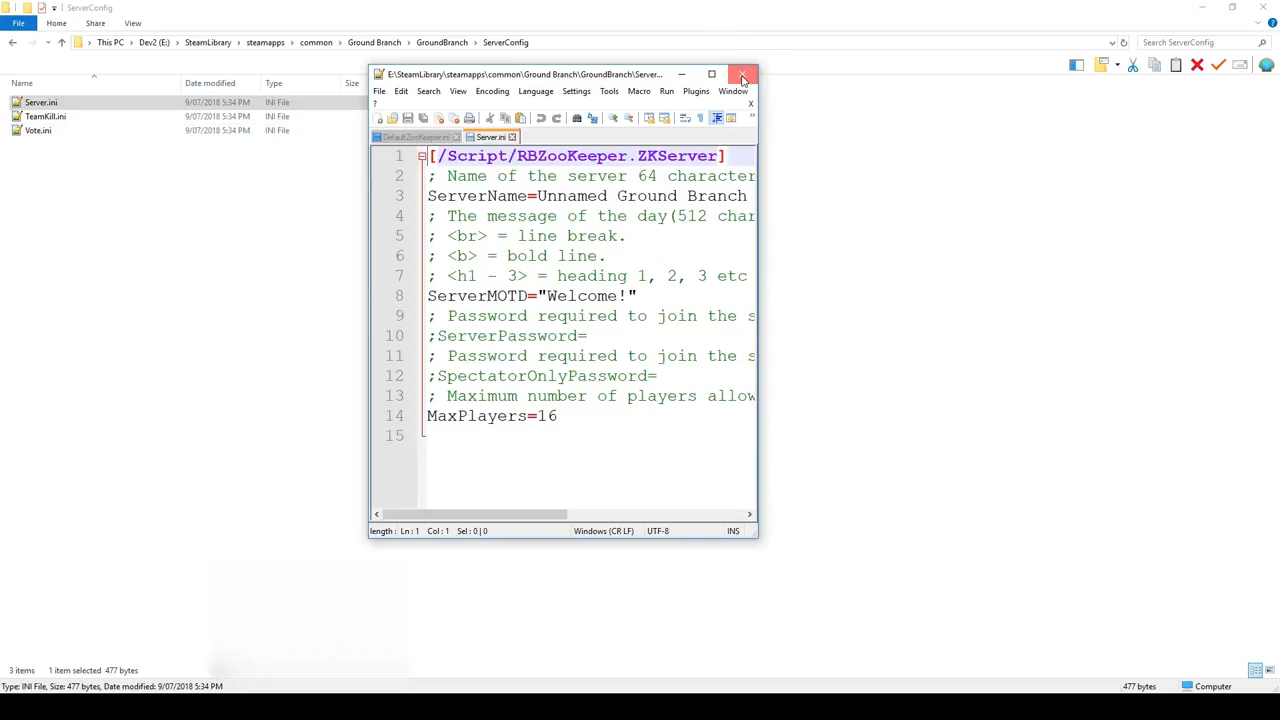 ServerConfig
File Home Share View
This PC Dev2 (E:) SteamLibrary steamapps common Ground Branch GroundBranch ServerConfig
Search ServerConfig
Name Date modified Type Size
Server.ini 9/07/2018 5:34 PM INI File
TeamKill.ini 9/07/2018 5:34 PM INI File
Vote.ini 9/07/2018 5:34 PM INI File
E:\SteamLibrary\steamapps\common\Ground Branch\GroundBranch\Server...
File Edit Search View Encoding Language Settings Tools Macro Run Plugins Window
? X
DefaultZooKeeper.ini Server.ini
1 [/Script/RBZooKeeper.ZKServer]
2 ; Name of the server 64 character
3 ServerName=Unnamed Ground Branch
4 ; The message of the day(512 char
5 ; <br> = line break.
6 ; <b> = bold line.
7 ; <h1 - 3> = heading 1, 2, 3 etc
8 ServerMOTD="Welcome!"
9 ; Password required to join the s
10 ;ServerPassword=
11 ; Password required to join the s
12 ;SpectatorOnlyPassword=
13 ; Maximum number of players allow
14 MaxPlayers=16
15
length : Ln : 1 Col : 1 Sel : 0 | 0 Windows (CR LF) UTF-8 INS
3 items 1 item selected 477 bytes
Type: INI File, Size: 477 bytes, Date modified: 9/07/2018 5:34 PM 477 bytes Computer